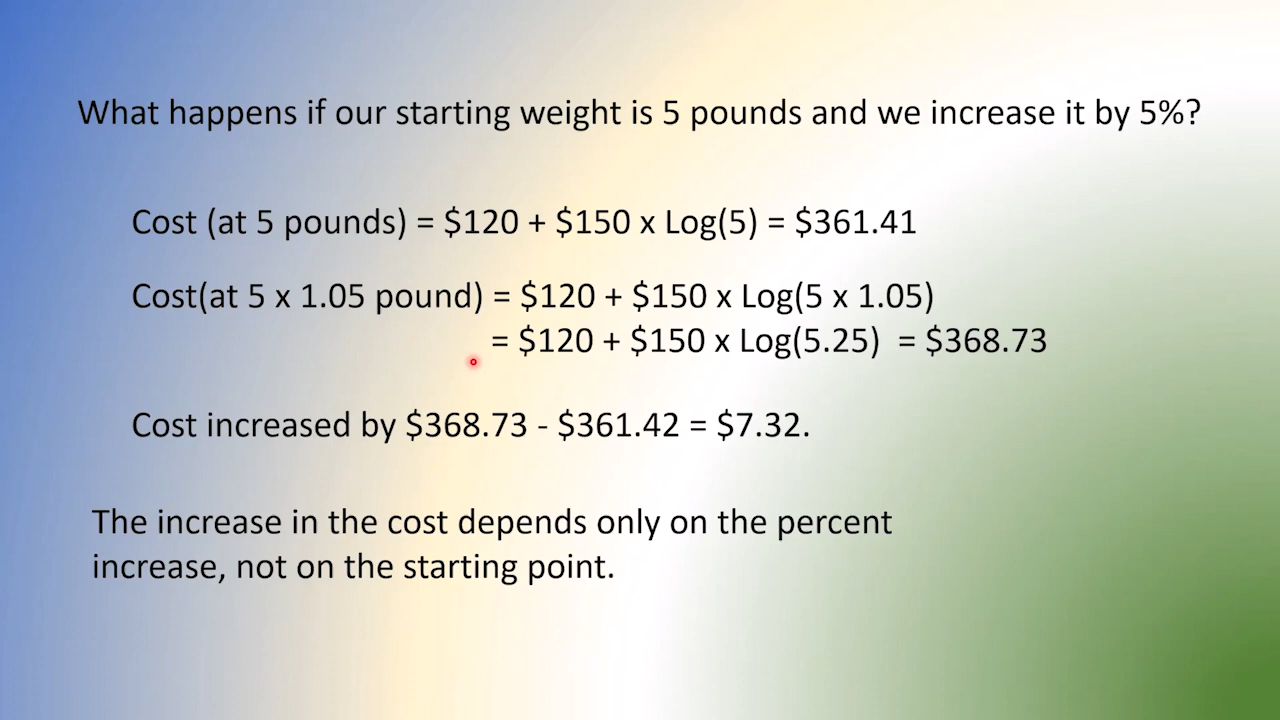 What happens if our starting weight is 5 pounds and we increase it by 5%?
Cost (at 5 pounds) = $120 + $150 x Log(5) = $361.41
Cost(at 5 x 1.05 pound) = $120 + $150 x Log(5 x 1.05)
= $120 + $150 x Log(5.25)  = $368.73
Cost increased by $368.73 - $361.42 = $7.32.
The increase in the cost depends only on the percent
increase, not on the starting point.